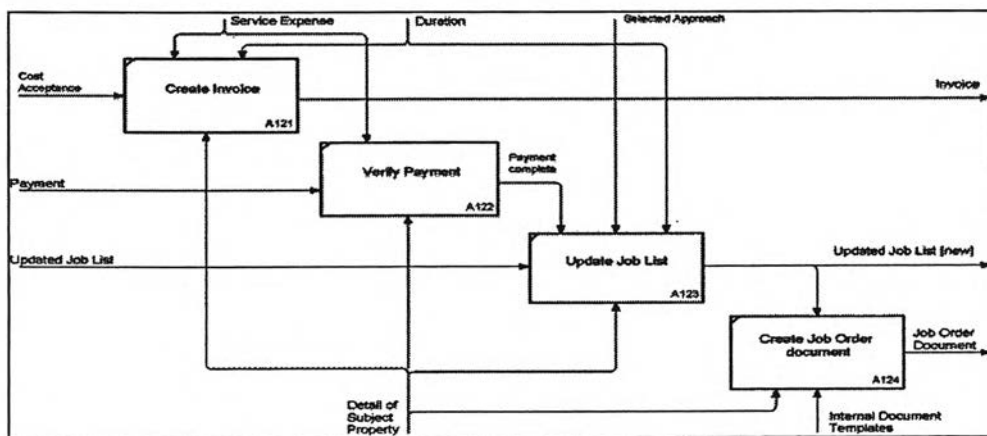 Service Expense
Duration
Selected Approach
Cost
Acceptance
Create Invoice
A121
Invoice
Payment
Verify Payment
A122
Payment
complete
Updated Job List
Update Job List
A123
Updated Job List [new]
Create Job Order
document
A124
Job Order
Document
Detail of
Subject
Property
Internal Document
Templates